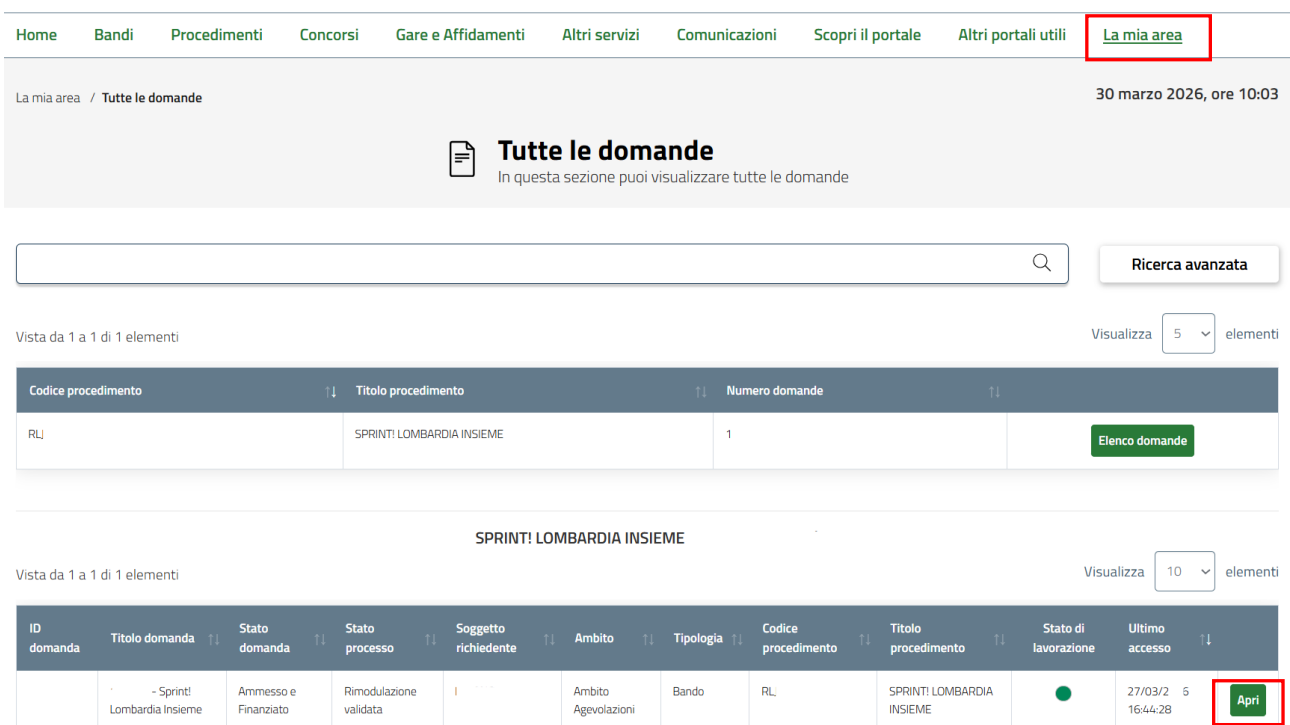 Home Bandi Procedimenti Concorsi Gare e Affidamenti Altri servizi Comunicazioni Scopri il portale Altri portali utili La mia area
La mia area / Tutte le domande
30 marzo 2026, ore 10:03
Tutte le domande
In questa sezione puoi visualizzare tutte le domande
Ricerca avanzata
Vista da 1 a 1 di 1 elementi
Visualizza 5 elementi
Codice procedimento Titolo procedimento Numero domande
RL SPRINT! LOMBARDIA INSIEME 1 Elenco domande
SPRINT! LOMBARDIA INSIEME
Vista da 1 a 1 di 1 elementi
Visualizza 10 elementi
ID domanda Titolo domanda Stato domanda Stato processo Soggetto richiedente Ambito Tipologia Codice procedimento Titolo procedimento Stato di lavorazione Ultimo accesso
- Sprint! Lombardia Insieme Ammesso e Finanziato Rimodulazione validata Ambito Agevolazioni Bando RL SPRINT! LOMBARDIA INSIEME 27/03/2 6 16:44:28 Apri